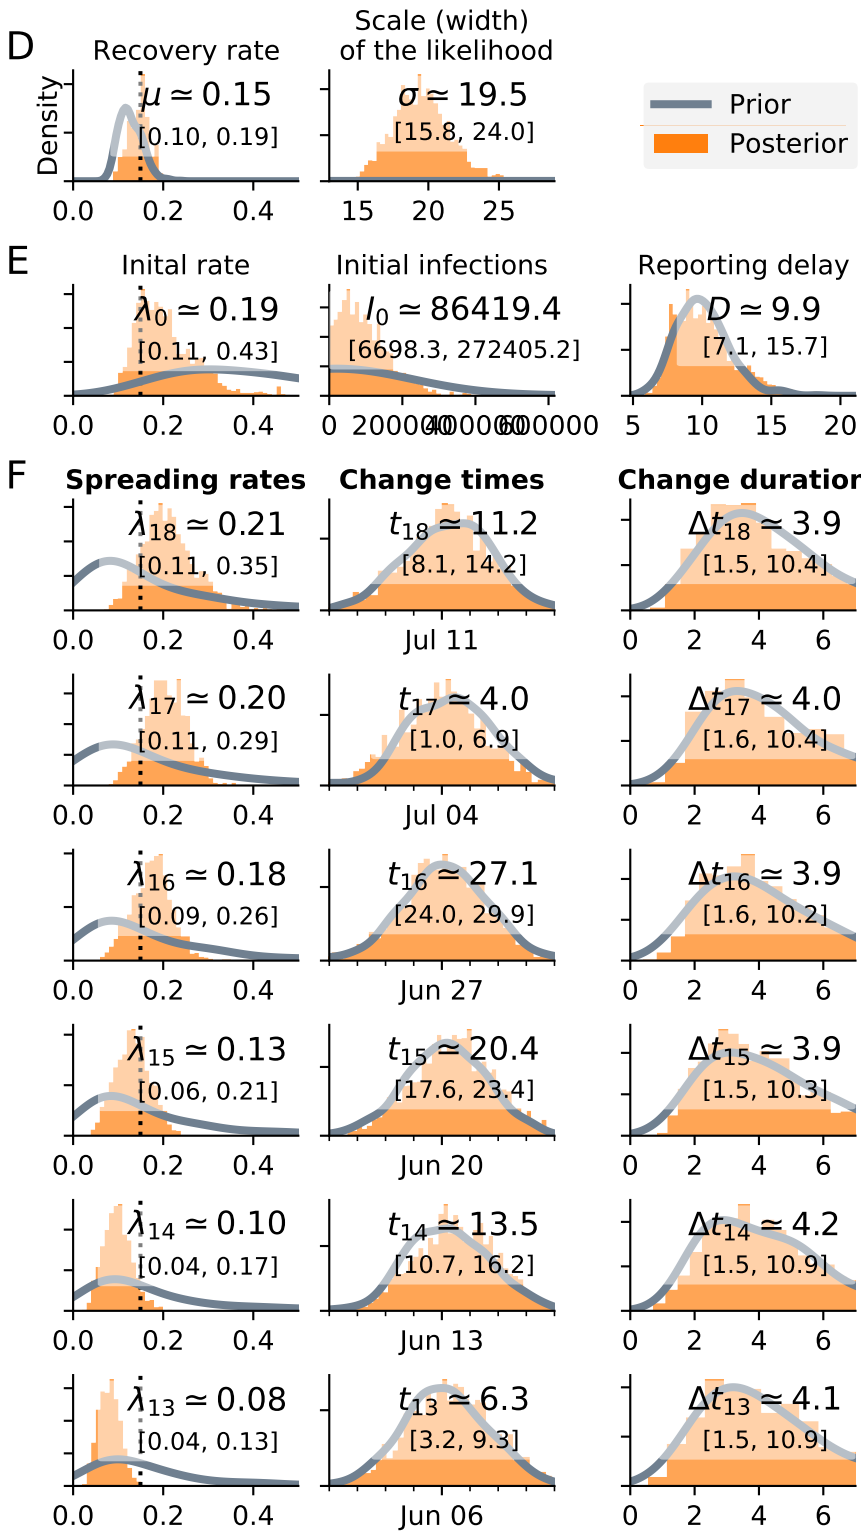 D
Recovery rate
Scale (width)
of the likelihood
Density
μ ≃ 0.15
[0.10, 0.19]
0.0 0.2 0.4
σ ≃ 19.5
[15.8, 24.0]
15 20 25
Prior
Posterior
E
Inital rate
Initial infections
Reporting delay
λ0 ≃ 0.19
[0.11, 0.43]
0.0 0.2 0.4
I0 ≃ 86419.4
[6698.3, 272405.2]
0 200000 400000 600000
D ≃ 9.9
[7.1, 15.7]
5 10 15 20
F
Spreading rates
Change times
Change duration
λ18 ≃ 0.21
[0.11, 0.35]
0.0 0.2 0.4
t18 ≃ 11.2
[8.1, 14.2]
Jul 11
Δt18 ≃ 3.9
[1.5, 10.4]
0 2 4 6
λ17 ≃ 0.20
[0.11, 0.29]
0.0 0.2 0.4
t17 ≃ 4.0
[1.0, 6.9]
Jul 04
Δt17 ≃ 4.0
[1.6, 10.4]
0 2 4 6
λ16 ≃ 0.18
[0.09, 0.26]
0.0 0.2 0.4
t16 ≃ 27.1
[24.0, 29.9]
Jun 27
Δt16 ≃ 3.9
[1.6, 10.2]
0 2 4 6
λ15 ≃ 0.13
[0.06, 0.21]
0.0 0.2 0.4
t15 ≃ 20.4
[17.6, 23.4]
Jun 20
Δt15 ≃ 3.9
[1.5, 10.3]
0 2 4 6
λ14 ≃ 0.10
[0.04, 0.17]
0.0 0.2 0.4
t14 ≃ 13.5
[10.7, 16.2]
Jun 13
Δt14 ≃ 4.2
[1.5, 10.9]
0 2 4 6
λ13 ≃ 0.08
[0.04, 0.13]
0.0 0.2 0.4
t13 ≃ 6.3
[3.2, 9.3]
Jun 06
Δt13 ≃ 4.1
[1.5, 10.9]
0 2 4 6